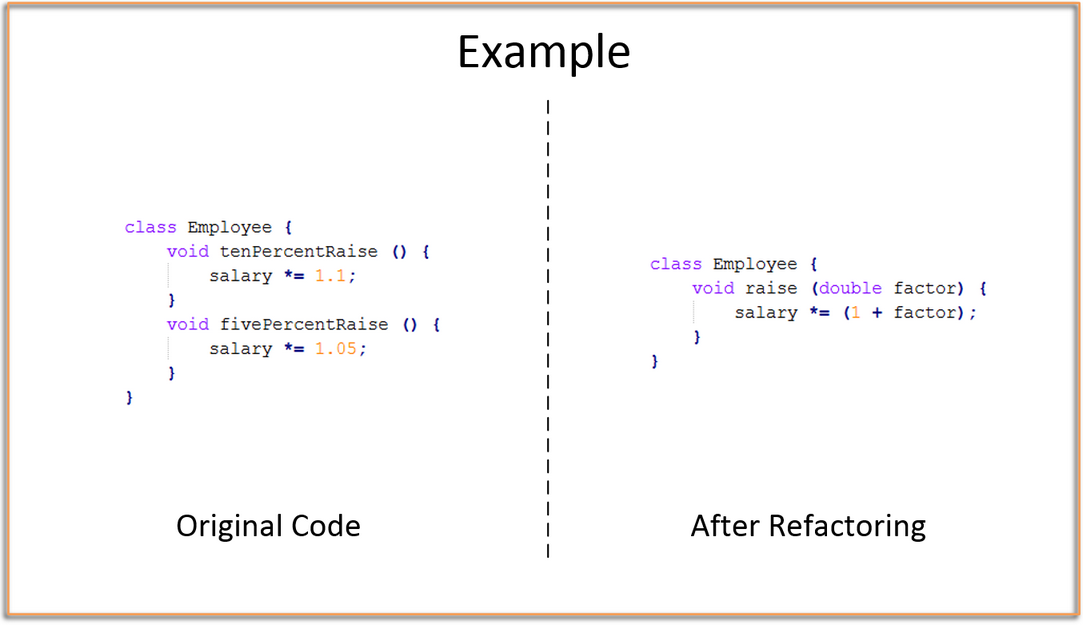 Example
class Employee {
void tenPercentRaise () {
salary *= 1.1;
}
void fivePercentRaise () {
salary *= 1.05;
}
}
Original Code
class Employee {
void raise (double factor) {
salary *= (1 + factor);
}
}
After Refactoring